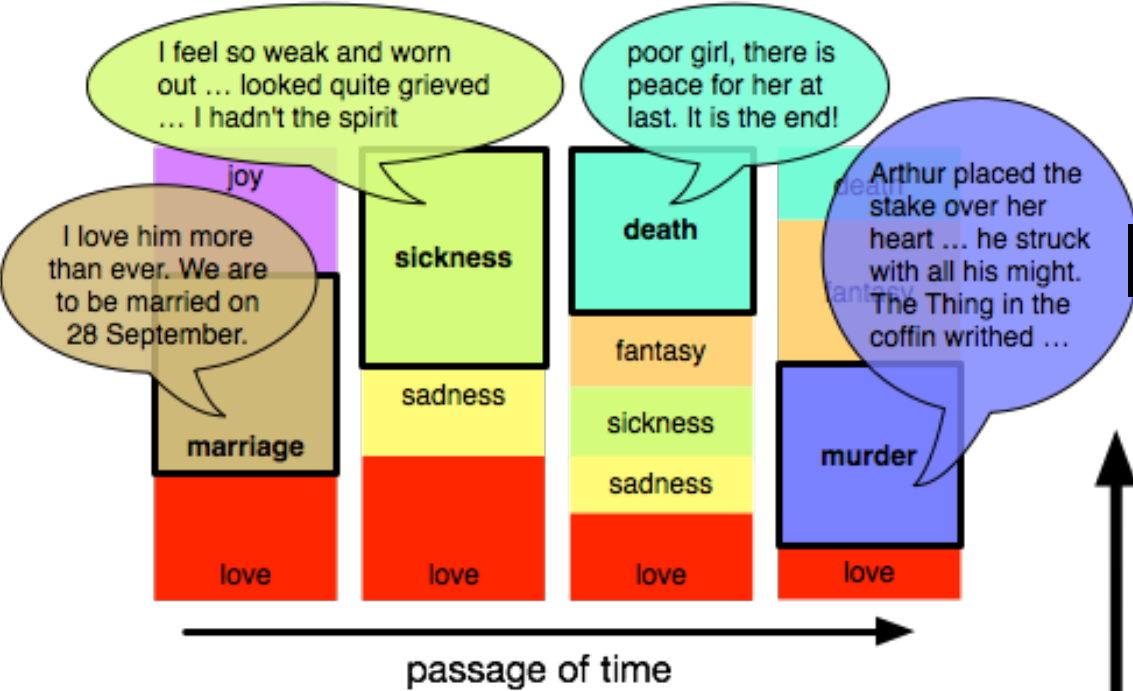 I feel so weak and worn
out … looked quite grieved
… I hadn't the spirit
poor girl, there is
peace for her at
last. It is the end!
Arthur placed the
stake over her
heart … he struck
with all his might.
The Thing in the
coffin writhed …
I love him more
than ever. We are
to be married on
28 September.
joy
marriage
love
sickness
sadness
love
death
fantasy
sickness
sadness
love
death
fantasy
murder
love
passage of time